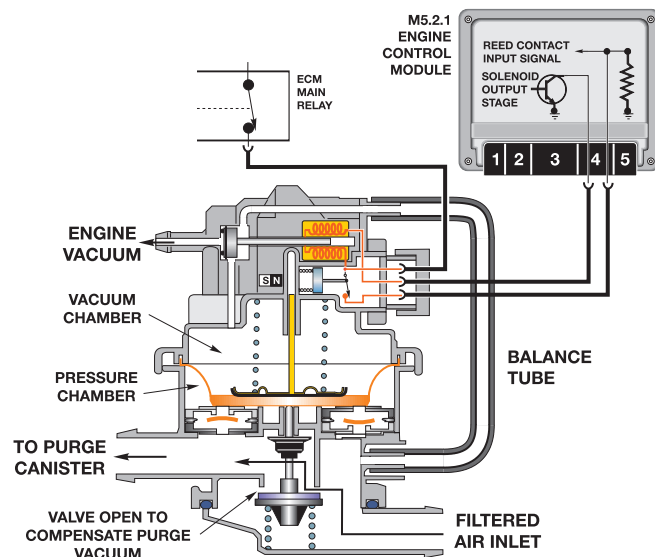 M5.2.1
ENGINE
CONTROL
MODULE
REED CONTACT
INPUT SIGNAL
SOLENOID
OUTPUT
STAGE
1 2 3 4 5
ECM
MAIN
RELAY
ENGINE
VACUUM
S N
VACUUM
CHAMBER
PRESSURE
CHAMBER
BALANCE
TUBE
TO PURGE
CANISTER
VALVE OPEN TO
COMPENSATE PURGE
VACUUM
FILTERED
AIR INLET